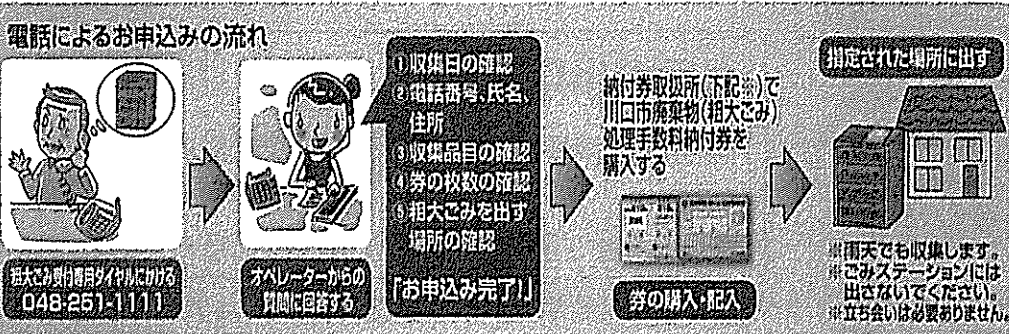 電話によるお申込みの流れ
粗大ごみ受付専用ダイヤルにかける
048-251-1111
オペレーターからの
質問に回答する
①収集日の確認
②電話番号、氏名、
住所
③収集品目の確認
④券の枚数の確認
⑤粗大ごみを出す
場所の確認
「お申込み完了!」
納付券取扱所(下記※)で
川口市廃棄物(粗大ごみ)
処理手数料納付券を
購入する
券の購入・記入
指定された場所に出す
※雨天でも収集します。
※ごみステーションには
出さないでください。
※立ち会いは必要ありません。